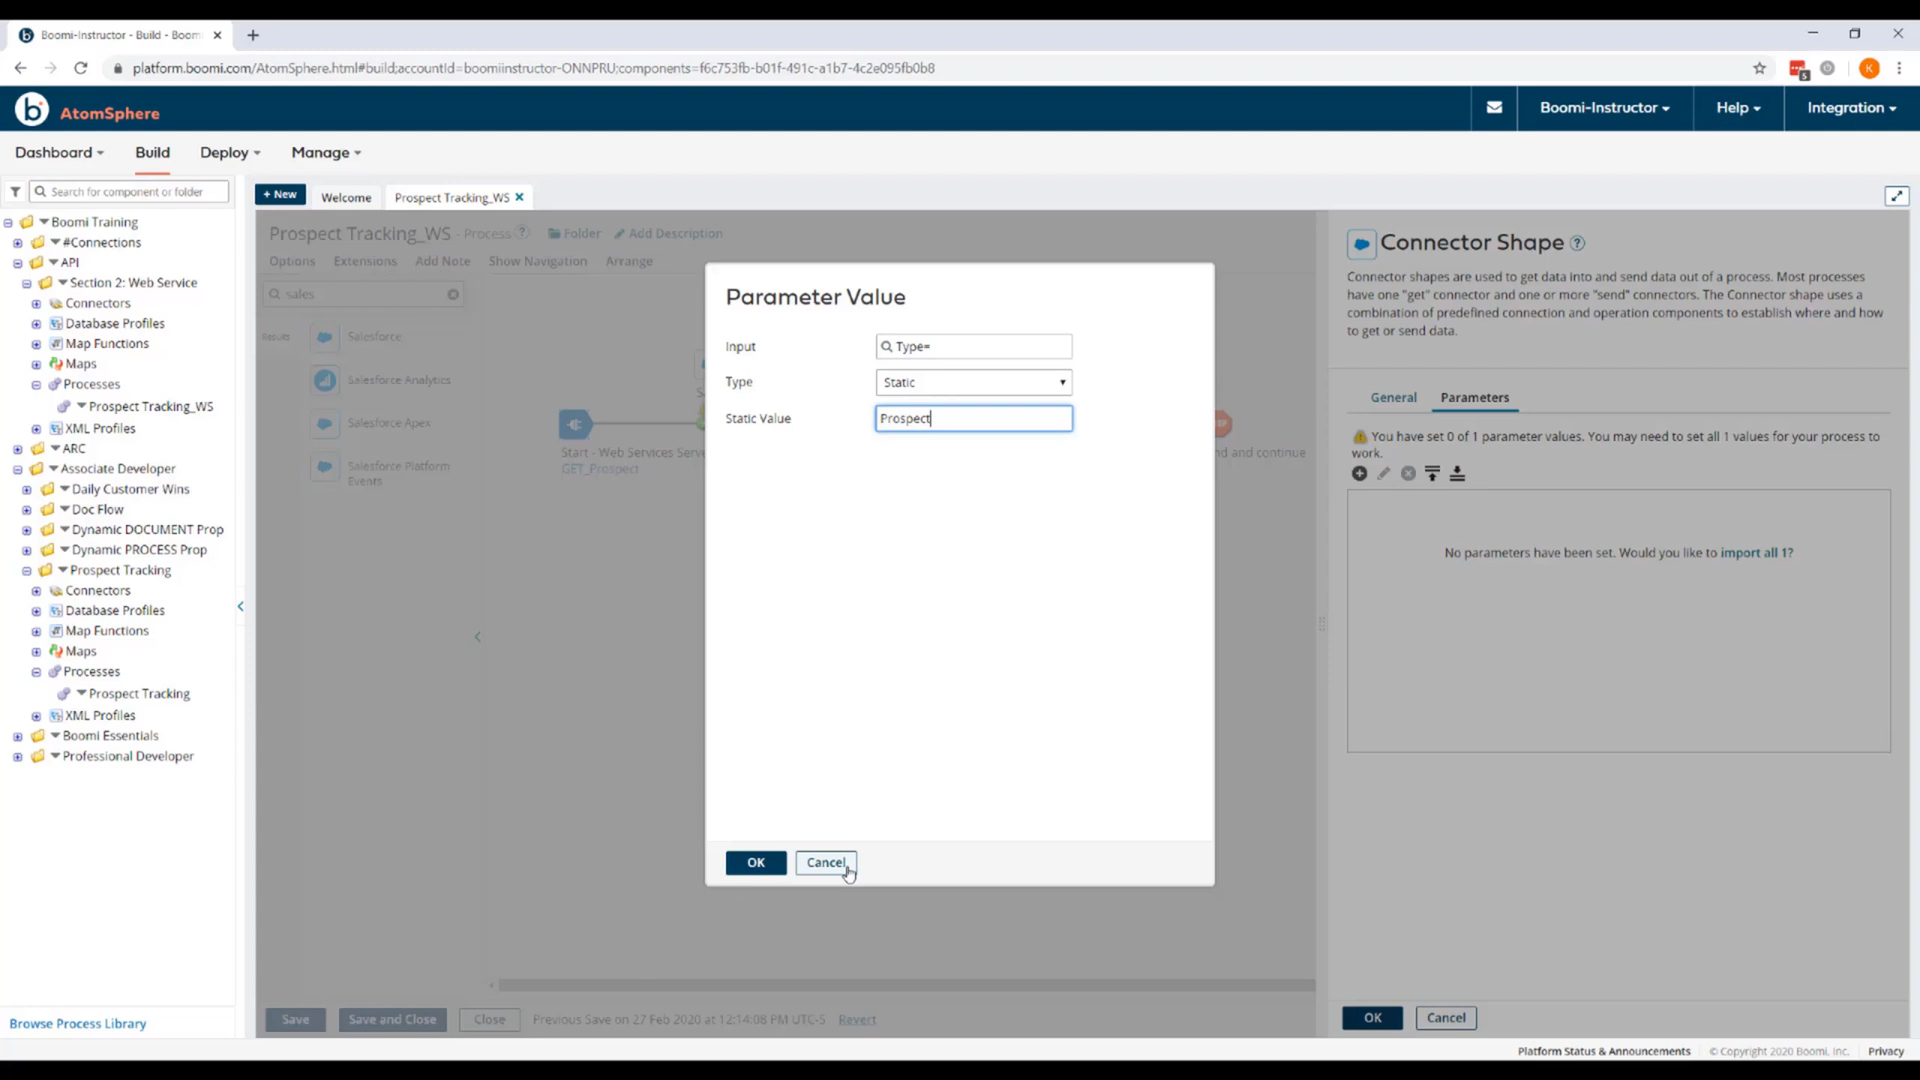 Boomi-Instructor - Build - Boom
platform.boomi.com/AtomSphere.html#build;accountId=boomiinstructor-ONNPRU;components=f6c753fb-b01f-491c-a1b7-4c2e095fb0b8
5
K
b AtomSphere
Boomi-Instructor
Help
Integration
Dashboard
Build
Deploy
Manage
Search for component or folder
+ New
Welcome
Prospect Tracking_WS
Boomi Training
#Connections
API
Section 2: Web Service
Connectors
Database Profiles
Map Functions
Maps
Processes
Prospect Tracking_WS
XML Profiles
ARC
Associate Developer
Daily Customer Wins
Doc Flow
Dynamic DOCUMENT Prop
Dynamic PROCESS Prop
Prospect Tracking
Connectors
Database Profiles
Map Functions
Maps
Processes
Prospect Tracking
XML Profiles
Boomi Essentials
Professional Developer
Browse Process Library
Prospect Tracking_WS - Process
Folder
Add Description
Options
Extensions
Add Note
Show Navigation
Arrange
sales
Results
Salesforce
Salesforce Analytics
Salesforce Apex
Salesforce Platform
Events
Start - Web Services Serve
GET_Prospect
nd and continue
Parameter Value
Input
Type=
Type
Static
Static Value
Prospect
OK
Cancel
Save
Save and Close
Close
Previous Save on 27 Feb 2020 at 12:14:08 PM UTC-5
Revert
Connector Shape
Connector shapes are used to get data into and send data out of a process. Most processes
have one "get" connector and one or more "send" connectors. The Connector shape uses a
combination of predefined connection and operation components to establish where and how
to get or send data.
General
Parameters
You have set 0 of 1 parameter values. You may need to set all 1 values for your process to
work.
No parameters have been set. Would you like to import all 1?
OK
Cancel
Platform Status & Announcements
© Copyright 2020 Boomi, Inc.
Privacy